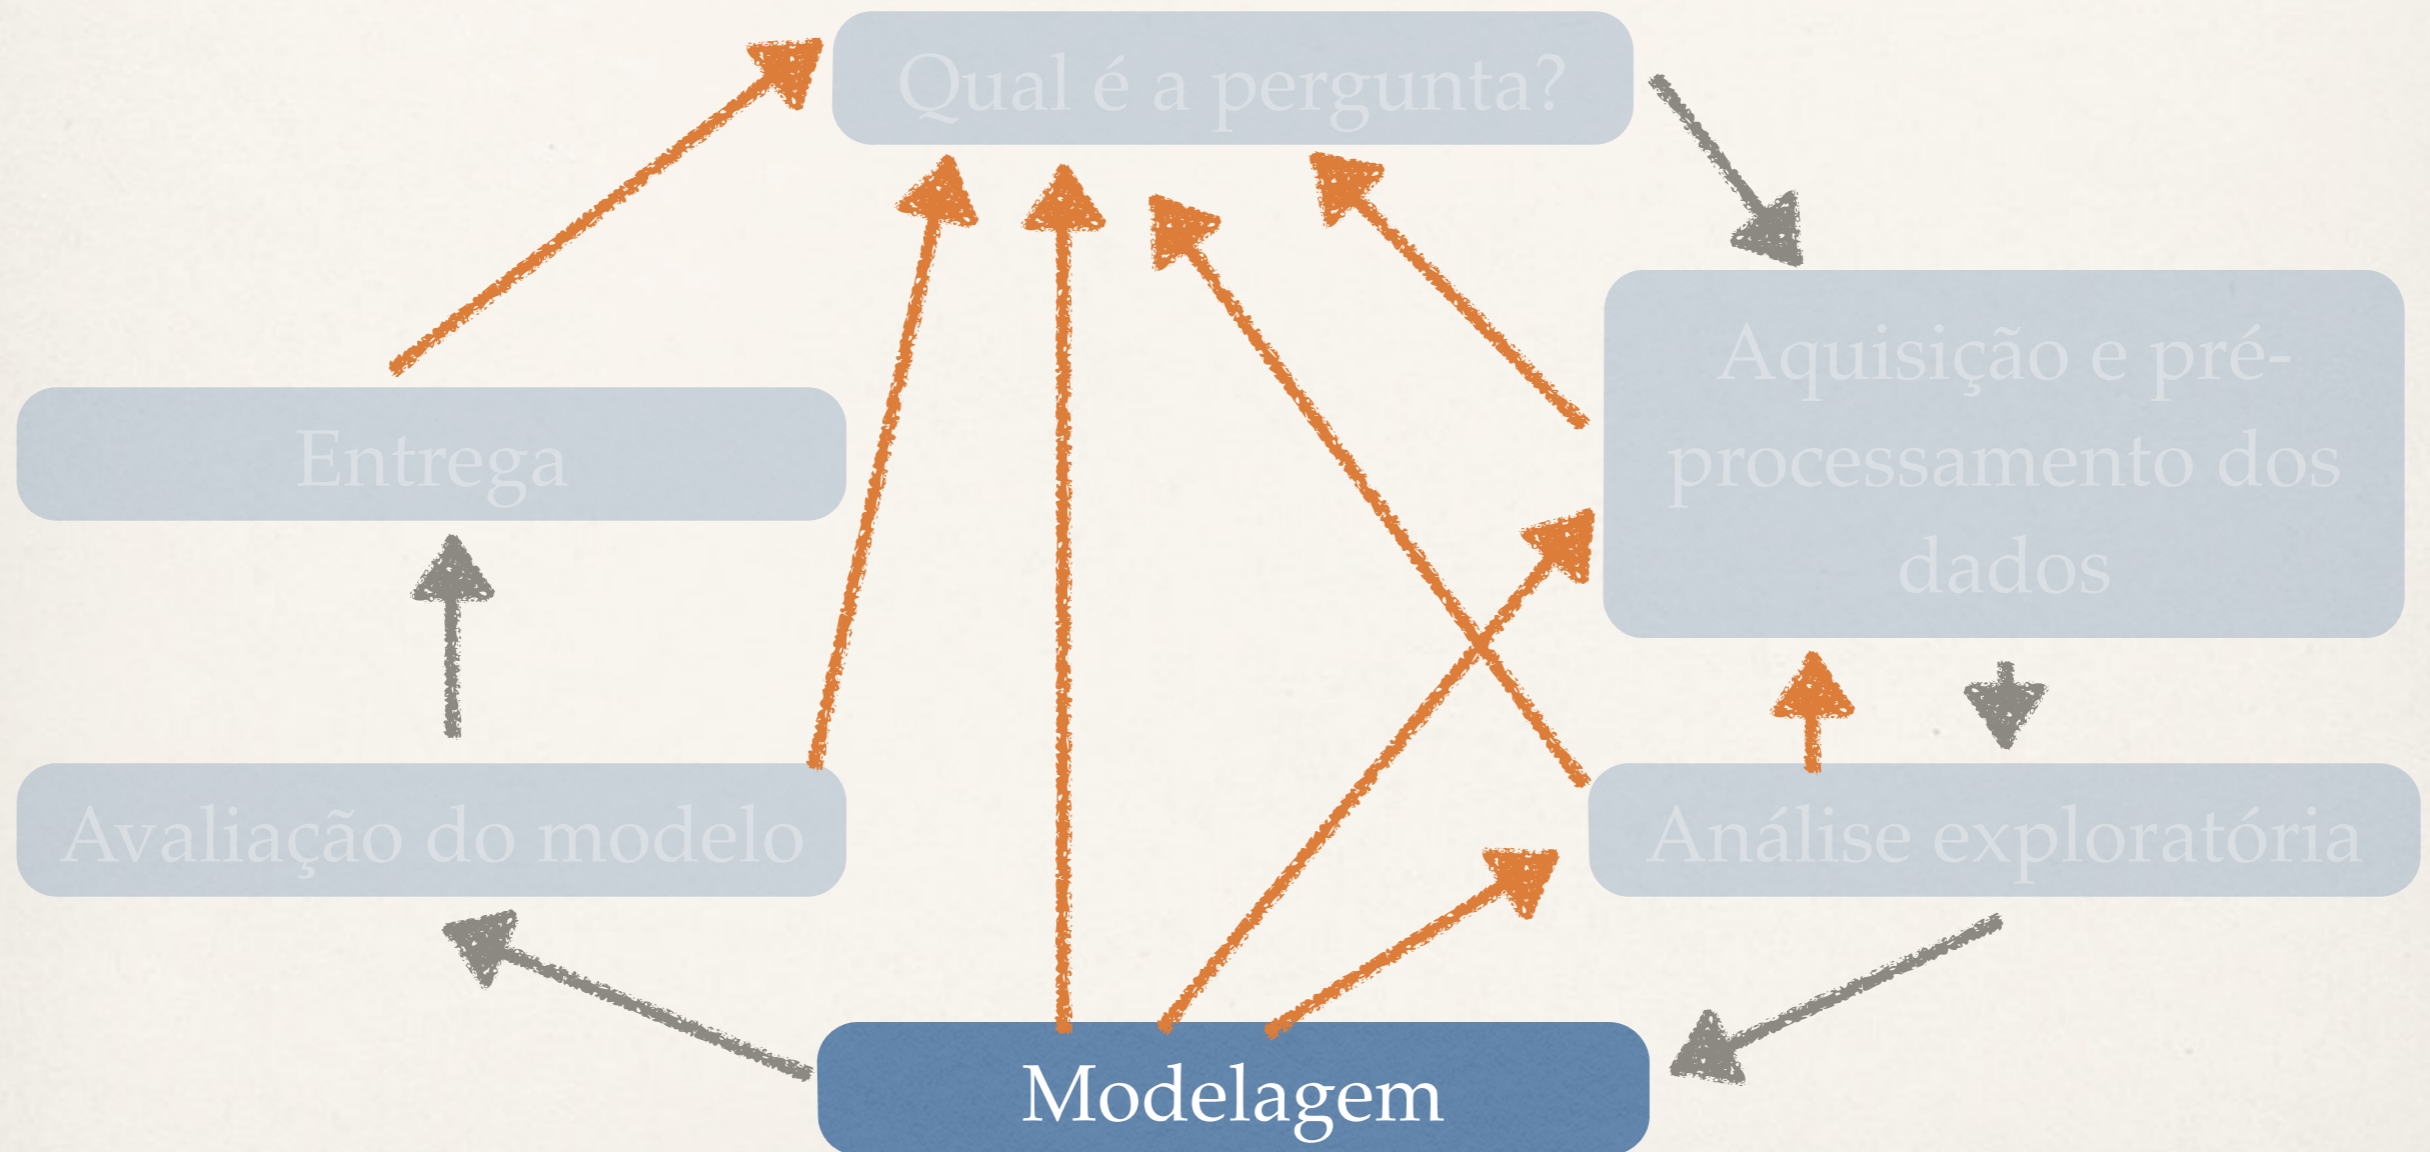 Qual é a pergunta?
Aquisição e pré-
processamento dos
dados
Entrega
Avaliação do modelo
Análise exploratória
Modelagem